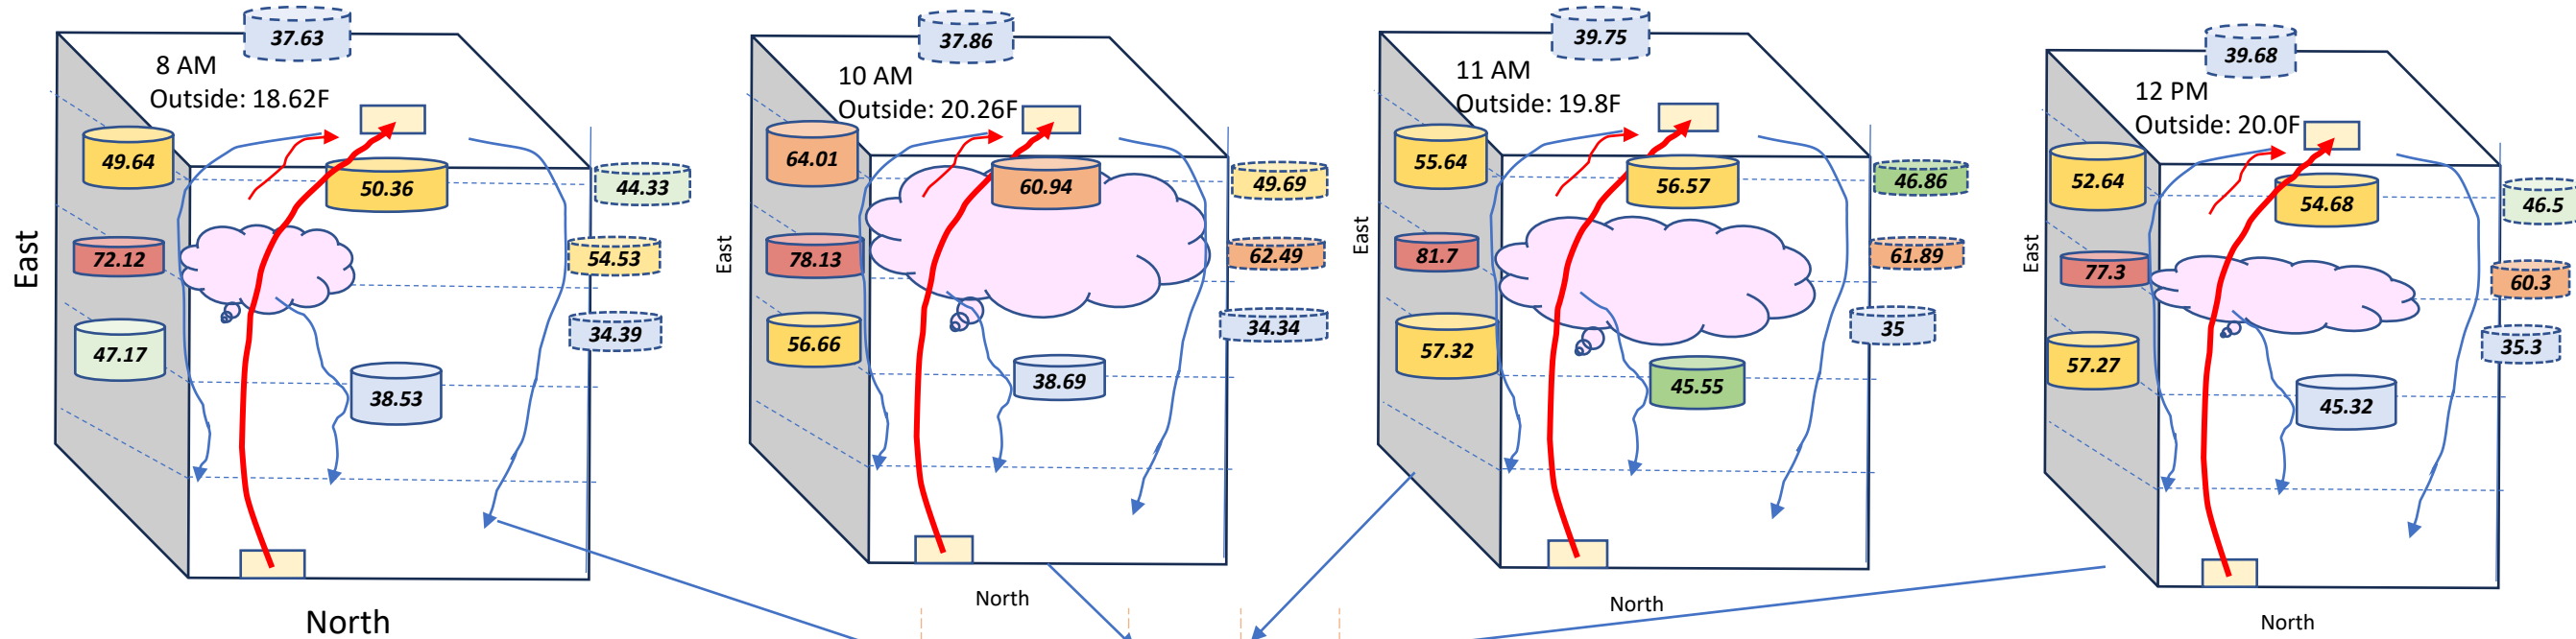 37.63
8 AM
Outside: 18.62F
49.64
50.36
44.33
72.12
54.53
34.39
47.17
38.53
East
North
37.86
10 AM
Outside: 20.26F
64.01
60.94
49.69
78.13
62.49
34.34
56.66
38.69
East
North
39.75
11 AM
Outside: 19.8F
55.64
56.57
46.86
81.7
61.89
35
57.32
45.55
East
North
39.68
12 PM
Outside: 20.0F
52.64
54.68
46.5
77.3
60.3
35.3
57.27
45.32
East
North